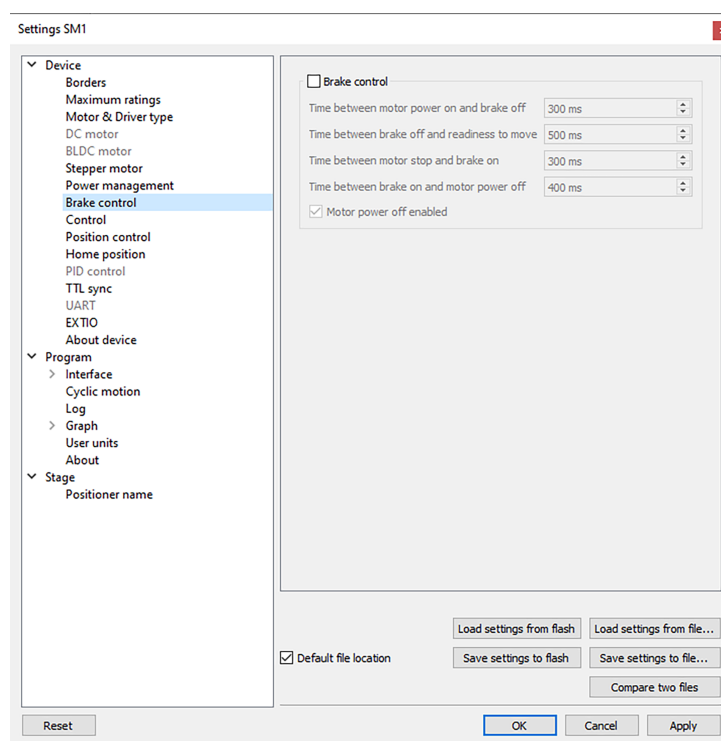 Settings SM1
Device
Borders
Maximum ratings
Motor & Driver type
DC motor
BLDC motor
Stepper motor
Power management
Brake control
Control
Position control
Home position
PID control
TTL sync
UART
EXTIO
About device
Program
Interface
Cyclic motion
Log
Graph
User units
About
Stage
Positioner name
Brake control
Time between motor power on and brake off 300 ms
Time between brake off and readiness to move 500 ms
Time between motor stop and brake on 300 ms
Time between brake on and motor power off 400 ms
Motor power off enabled
Load settings from flash Load settings from file...
Default file location Save settings to flash Save settings to file...
Compare two files
Reset OK Cancel Apply